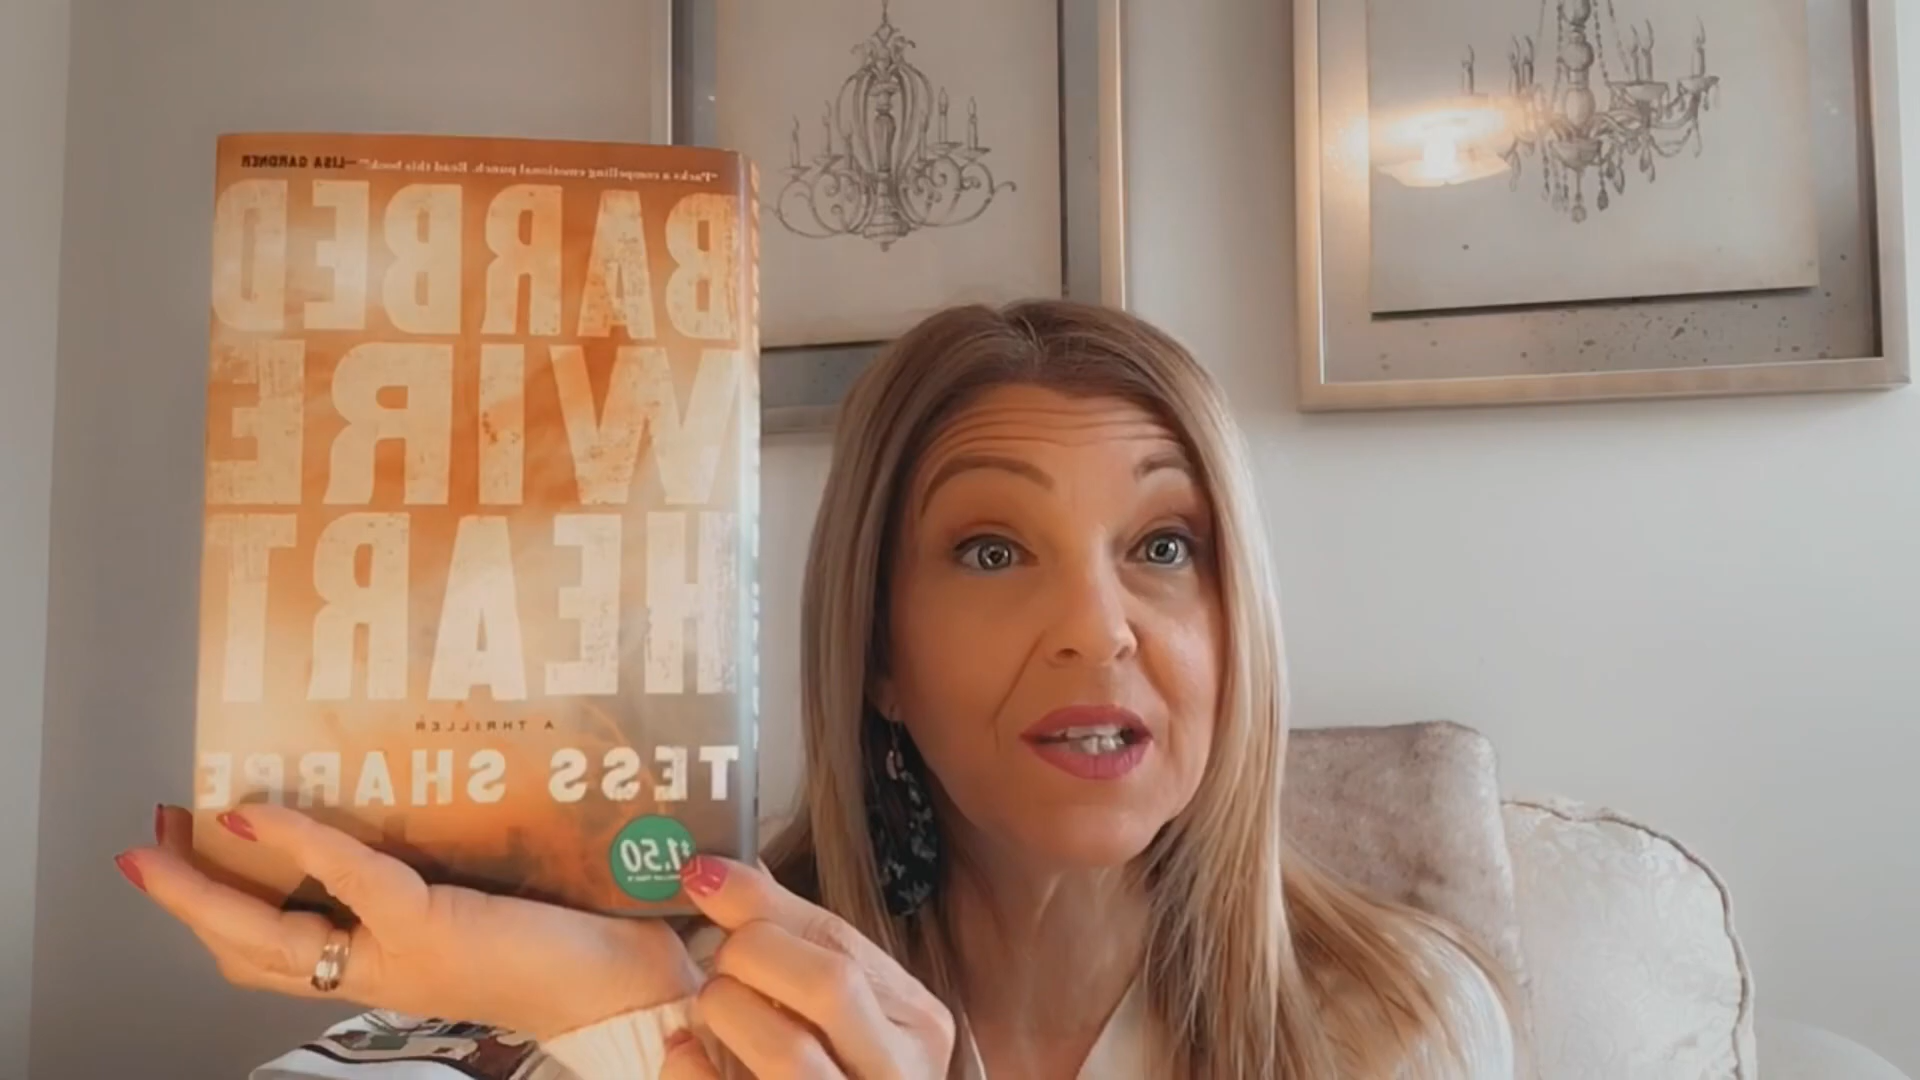 "Packs a compelling emotional punch. Read this book."—LISA GARDNER
BARBED
WIRE
HEART
A THRILLER
TESS SHARPE
$1.50